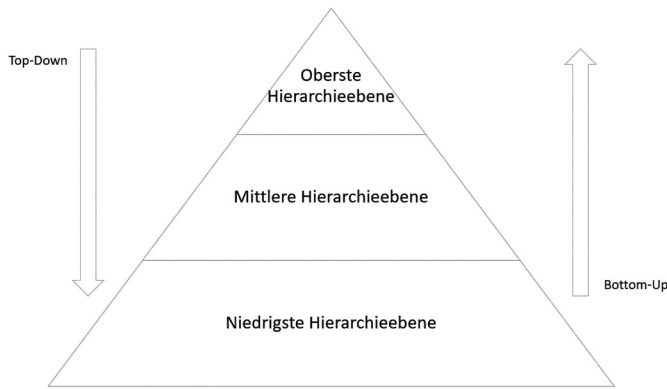 Top-Down
Oberste
Hierarchieebene
Mittlere Hierarchieebene
Bottom-Up
Niedrigste Hierarchieebene